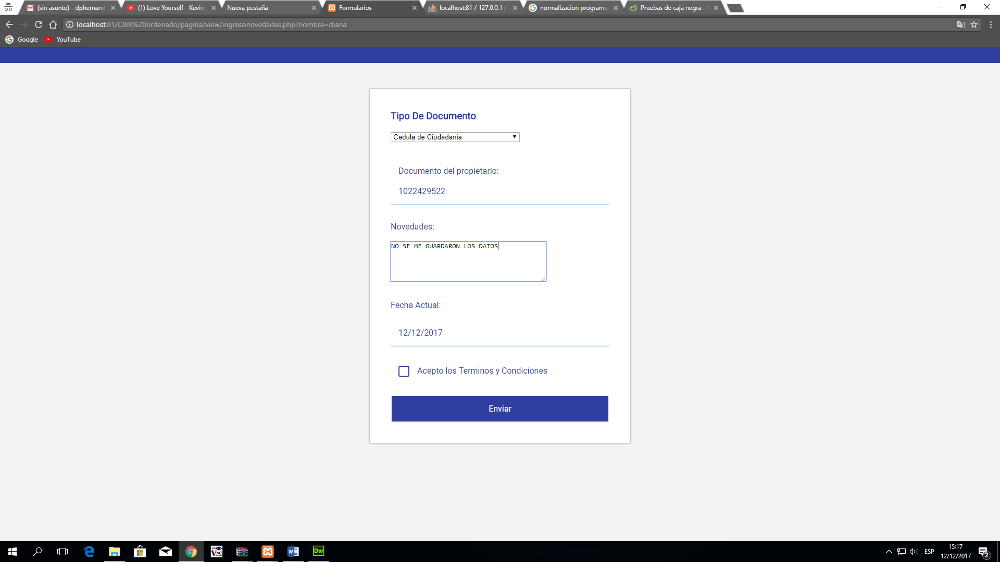 (sin asunto) - dphernand
(1) Love Yourself - Kevin
Nueva pestaña
Formularios
localhost:81 / 127.0.0.1 /
normalizacion programa
Pruebas de caja negra -
localhost:81/C&R%20ordenado/pagina/view/ingresonovedades.php?nombre=diana
Google
YouTube
Tipo De Documento
Cedula de Ciudadania
Documento del propietario:
1022429522
Novedades:
NO SE ME GUARDARON LOS DATOS
Fecha Actual:
12/12/2017
Acepto los Terminos y Condiciones
Enviar
VNC
Dw
ESP
15:17
12/12/2017
2